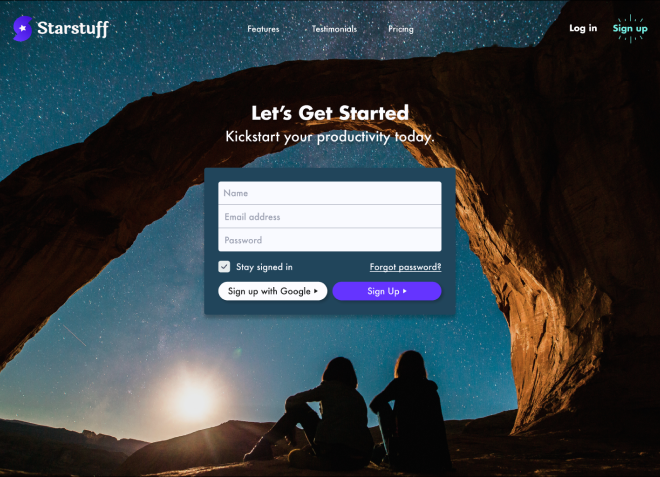 Starstuff
Features
Testimonials
Pricing
Log in
Sign up
Let's Get Started
Kickstart your productivity today.
Name
Email address
Password
Stay signed in
Forgot password?
Sign up with Google
Sign Up